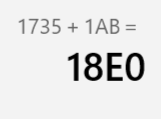 1735 + 1AB =
18E0